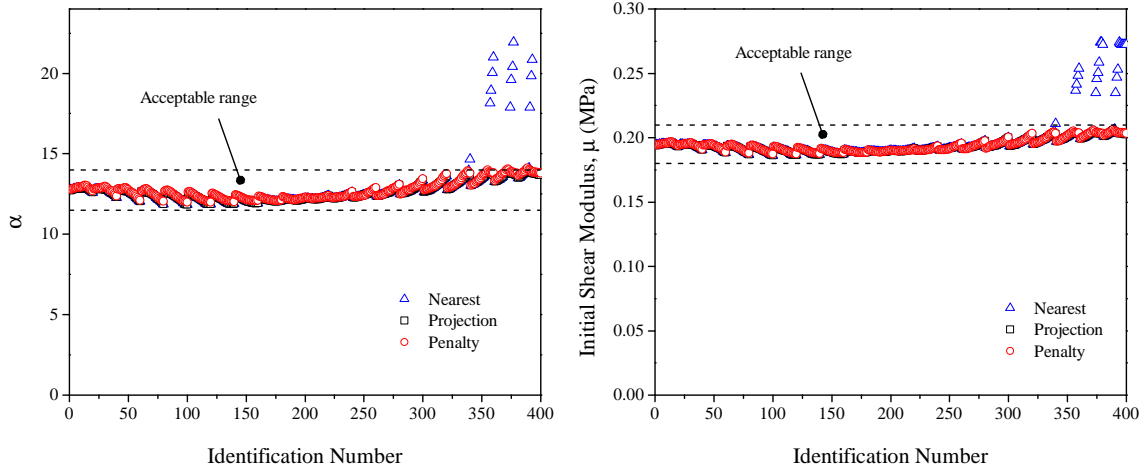 20
15
10
5
0
α
Acceptable range
Nearest
Projection
Penalty
0 50 100 150 200 250 300 350 400
Identification Number
0.30
0.25
0.20
0.15
0.10
0.05
0.00
Initial Shear Modulus, μ (MPa)
Acceptable range
Nearest
Projection
Penalty
0 50 100 150 200 250 300 350 400
Identification Number